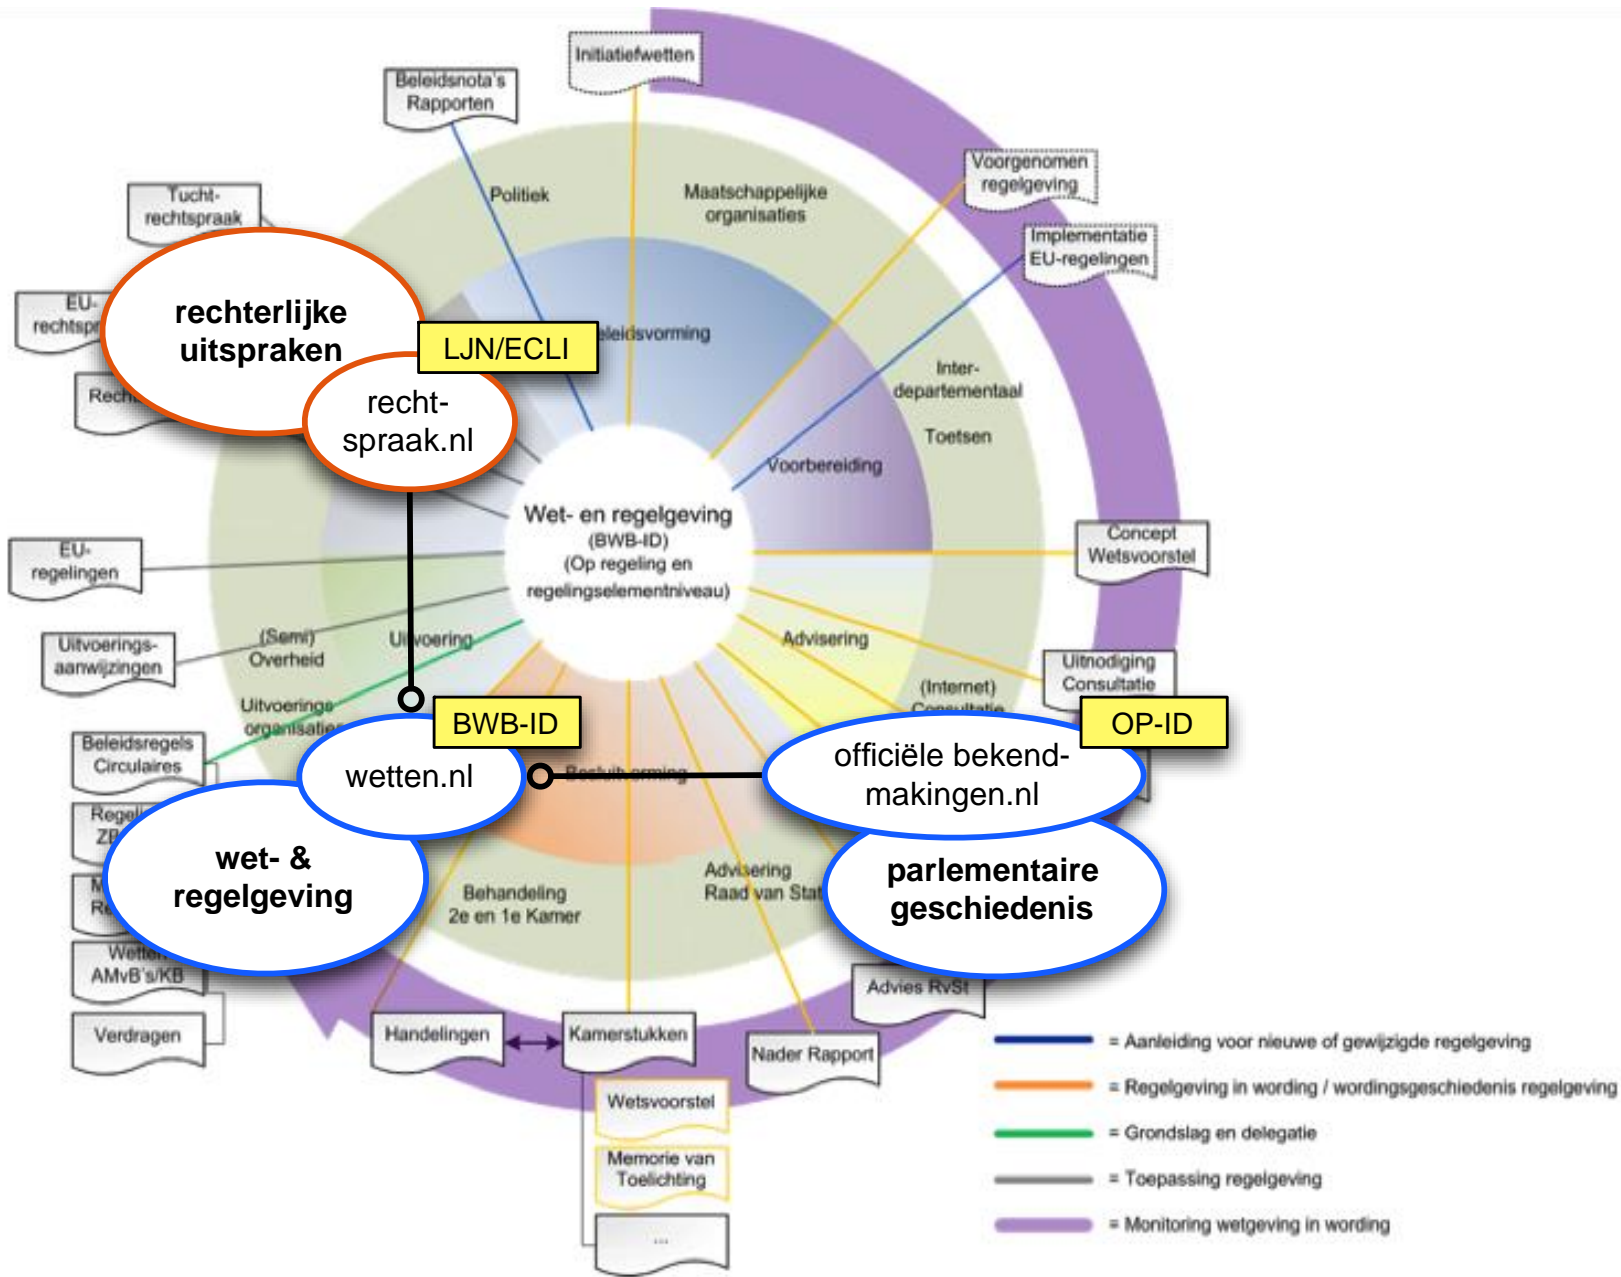 Initiatiefwetten
Beleidsnota's
Rapporten
Voorgenomen
regelgeving
Tucht-
rechtspraak
Politiek
Maatschappelijke
organisaties
Implementatie
EU-regelingen
EU-
rechterlijke
uitspraken
LJN/ECLI
recht-
spraak.nl
Inter-
departementaal
Toetsen
Voorbereiding
Wet- en regelgeving
(BWB-ID)
(Op regeling en
regelingselementniveau)
Concept
Wetsvoorstel
EU-
regelingen
Uitvoerings-
aanwijzingen
(Semi)
Overheid
Uitvoering
Advisering
Uitnodiging
Consultatie
(Internet)
Consultatie
Uitvoerings
organisaties
BWB-ID
OP-ID
Beleidsregels
Circulaires
wetten.nl
officiële bekend-
makingen.nl
wet- &
regelgeving
parlementaire
geschiedenis
Advisering
Raad van Stat
Behandeling
2e en 1e Kamer
Wetten
AMvB's/KB
Verdragen
Handelingen
Kamerstukken
Nader Rapport
Advies RvSt
Wetsvoorstel
Memorie van
Toelichting
...
= Aanleiding voor nieuwe of gewijzigde regelgeving
= Regelgeving in wording / wordingsgeschiedenis regelgeving
= Grondslag en delegatie
= Toepassing regelgeving
= Monitoring wetgeving in wording